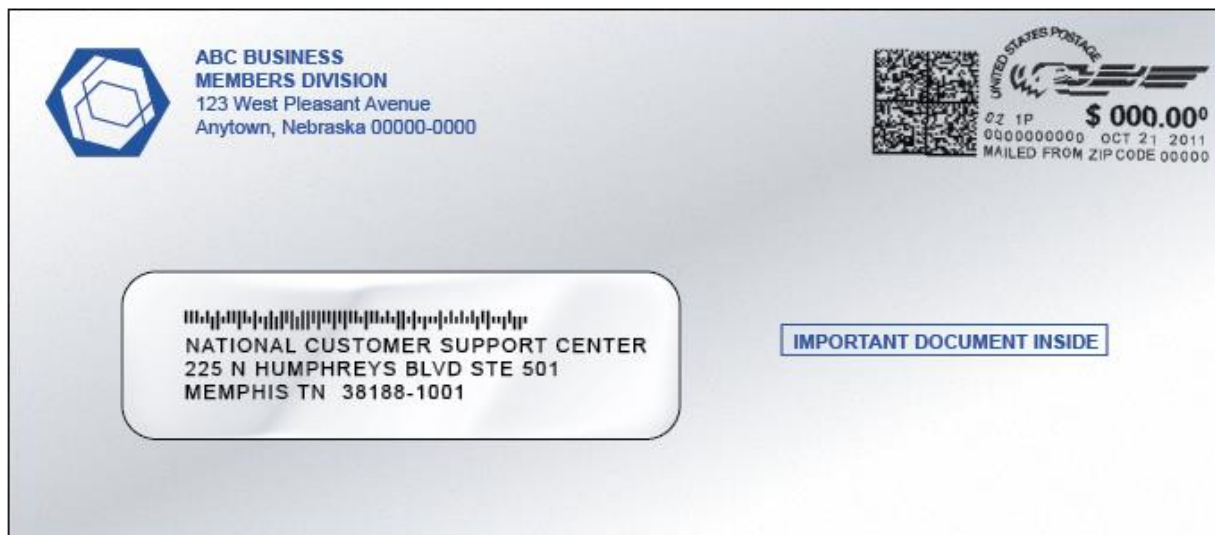 ABC BUSINESS
MEMBERS DIVISION
123 West Pleasant Avenue
Anytown, Nebraska 00000-0000
UNITED STATES POSTAGE
$ 000.00⁰
02 1P
0000000000 OCT 21 2011
MAILED FROM ZIP CODE 00000
NATIONAL CUSTOMER SUPPORT CENTER
225 N HUMPHREYS BLVD STE 501
MEMPHIS TN 38188-1001
IMPORTANT DOCUMENT INSIDE